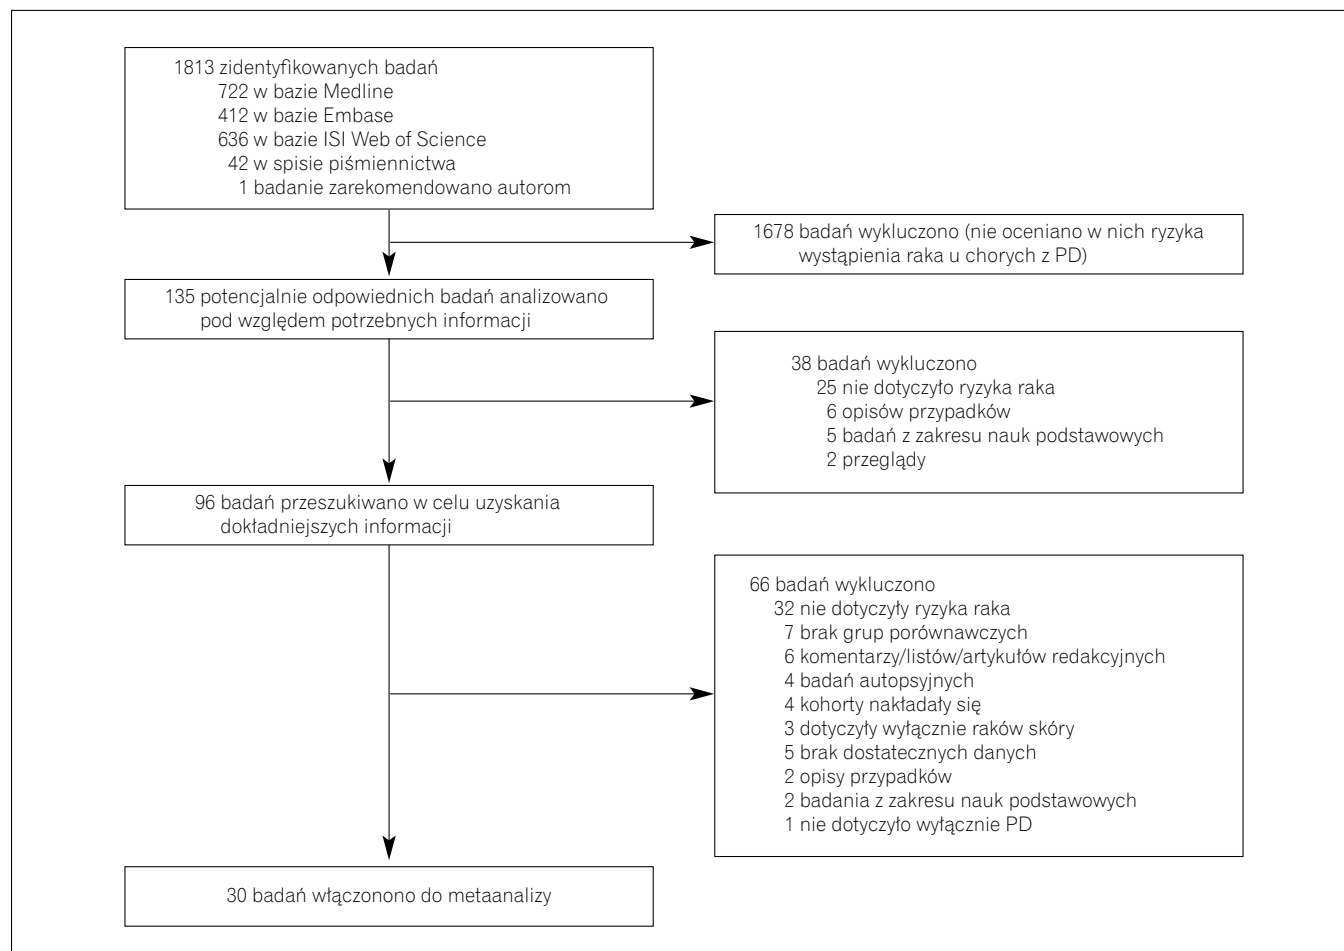 1813 zidentyfikowanych badań
722 w bazie Medline
412 w bazie Embase
636 w bazie ISI Web of Science
42 w spisie piśmiennictwa
1 badanie zarekomendowano autorom
1678 badań wykluczono (nie oceniano w nich ryzyka
wystąpienia raka u chorych z PD)
135 potencjalnie odpowiednich badań analizowano
pod względem potrzebnych informacji
38 badań wykluczono
25 nie dotyczyło ryzyka raka
6 opisów przypadków
5 badań z zakresu nauk podstawowych
2 przeglądy
96 badań przeszukiwano w celu uzyskania
dokładniejszych informacji
66 badań wykluczono
32 nie dotyczyły ryzyka raka
7 brak grup porównawczych
6 komentarzy/listów/artykułów redakcyjnych
4 badań autopsyjnych
4 kohorty nakładały się
3 dotyczyły wyłącznie raków skóry
5 brak dostatecznych danych
2 opisy przypadków
2 badania z zakresu nauk podstawowych
1 nie dotyczyło wyłącznie PD
30 badań włączonono do metaanalizy